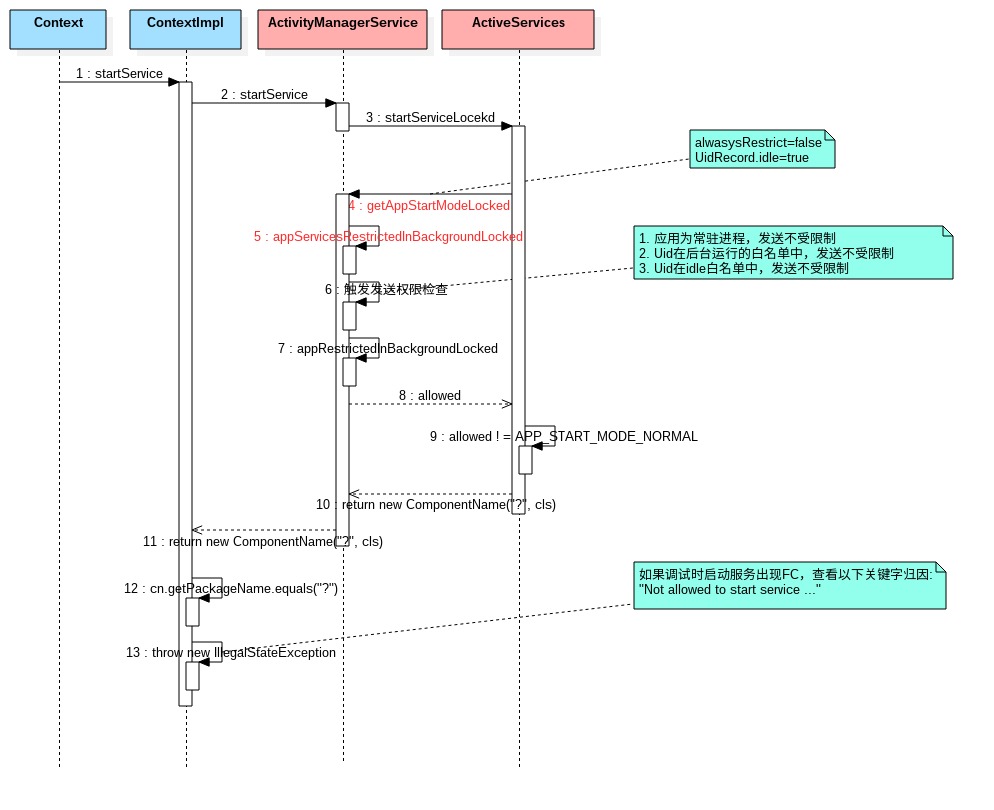 Context
ContextImpl
ActivityManagerService
ActiveServices
1 : startService
2 : startService
3 : startServiceLocekd
alwasysRestrict=false
UidRecord.idle=true
4 : getAppStartModeLocked
5 : appServicesRestrictedInBackgroundLocked
1. 应用为常驻进程，发送不受限制
2. Uid在后台运行的白名单中，发送不受限制
3. Uid在idle白名单中，发送不受限制
6 : 触发发送权限检查
7 : appRestrictedInBackgroundLocked
8 : allowed
9 : allowed ! = APP_START_MODE_NORMAL
10 : return new ComponentName("?", cls)
11 : return new ComponentName("?", cls)
如果调试时启动服务出现FC，查看以下关键字归因:
"Not allowed to start service ..."
12 : cn.getPackageName.equals("?")
13 : throw new IllegalStateException